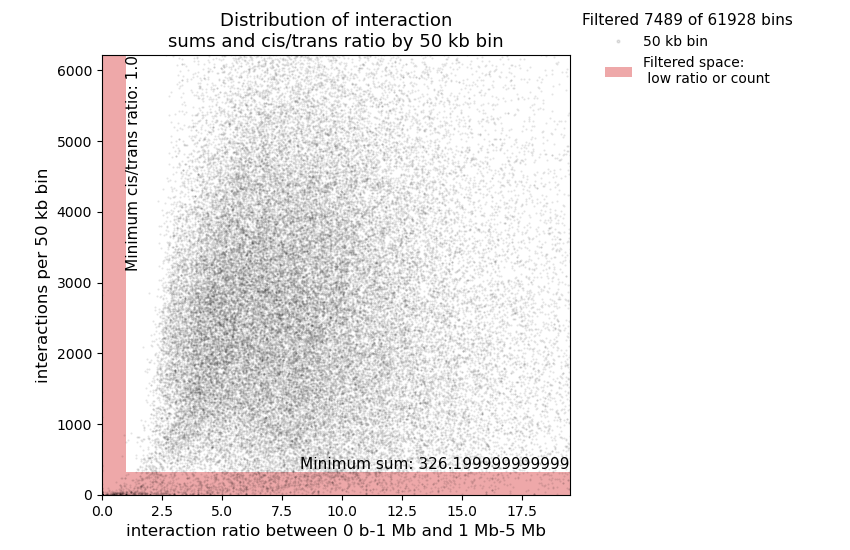 Distribution of interaction
sums and cis/trans ratio by 50 kb bin
Filtered 7489 of 61928 bins
50 kb bin
Filtered space:
low ratio or count
interactions per 50 kb bin
6000
5000
4000
3000
2000
1000
0
Minimum cis/trans ratio: 1.0
Minimum sum: 326.199999999999
0.0 2.5 5.0 7.5 10.0 12.5 15.0 17.5
interaction ratio between 0 b-1 Mb and 1 Mb-5 Mb